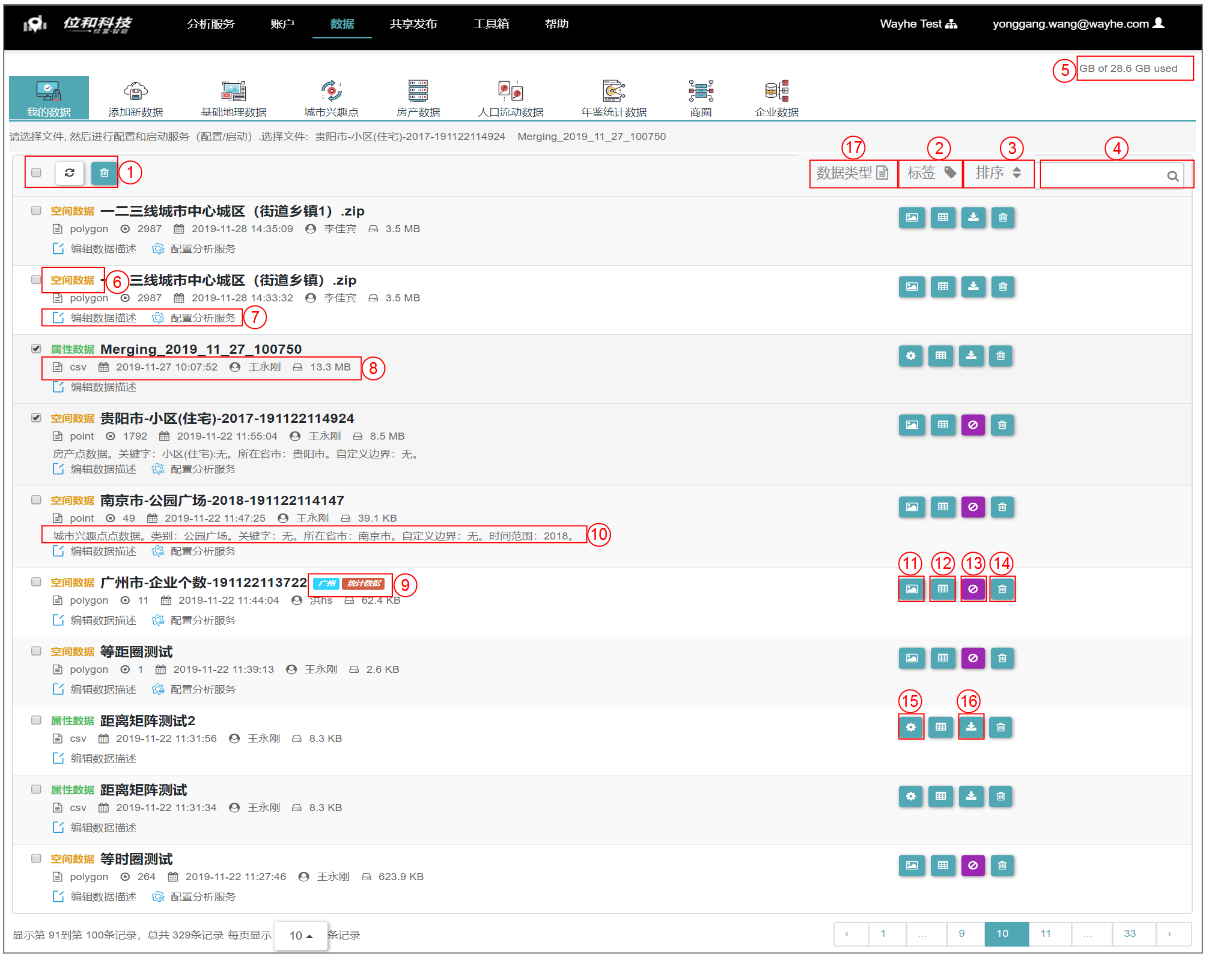 位和科技 分析服务 账户 数据 共享发布 工具箱 帮助 Wayhe Test yonggang.wang@wayhe.com
位置·智能
5 GB of 28.6 GB used
我的数据 添加新数据 基础地理数据 城市兴趣点 房产数据 人口流动数据 年鉴统计数据 商圈 企业数据
请选择文件, 然后进行配置和启动服务（配置/启动）.选择文件: 贵阳市-小区(住宅)-2017-191122114924 Merging_2019_11_27_100750
17 2 3 4
1 数据类型 标签 排序
空间数据 一二三线城市中心城区（街道乡镇1）.zip
polygon 2987 2019-11-28 14:35:09 李佳宾 3.5 MB
编辑数据描述 配置分析服务
空间数据 6 二三线城市中心城区（街道乡镇）.zip
polygon 2987 2019-11-28 14:33:32 李佳宾 3.5 MB
编辑数据描述 配置分析服务 7
属性数据 Merging_2019_11_27_100750
csv 2019-11-27 10:07:52 王永刚 13.3 MB 8
编辑数据描述
空间数据 贵阳市-小区(住宅)-2017-191122114924
point 1792 2019-11-22 11:55:04 王永刚 8.5 MB
房产点数据。关键字：小区(住宅):无。所在省市：贵阳市。自定义边界：无。
编辑数据描述 配置分析服务
空间数据 南京市-公园广场-2018-191122114147
point 49 2019-11-22 11:47:25 王永刚 39.1 KB
城市兴趣点点数据。类别：公园广场。关键字：无。所在省市：南京市。自定义边界：无。时间范围：2018。 10
编辑数据描述 配置分析服务
11 12 13 14
空间数据 广州市-企业个数-191122113722 广州 统计数据 9
polygon 11 2019-11-22 11:44:04 洪hs 62.4 KB
编辑数据描述 配置分析服务
空间数据 等距圈测试
polygon 1 2019-11-22 11:39:13 王永刚 2.6 KB
编辑数据描述 配置分析服务
15 16
属性数据 距离矩阵测试2
csv 2019-11-22 11:31:56 王永刚 8.3 KB
编辑数据描述
属性数据 距离矩阵测试
csv 2019-11-22 11:31:34 王永刚 8.3 KB
编辑数据描述
空间数据 等时圈测试
polygon 264 2019-11-22 11:27:46 王永刚 623.9 KB
编辑数据描述 配置分析服务
显示第 91到第 100条记录，总共 329条记录 每页显示 10 条记录 ‹ 1 ... 9 10 11 ... 33 ›